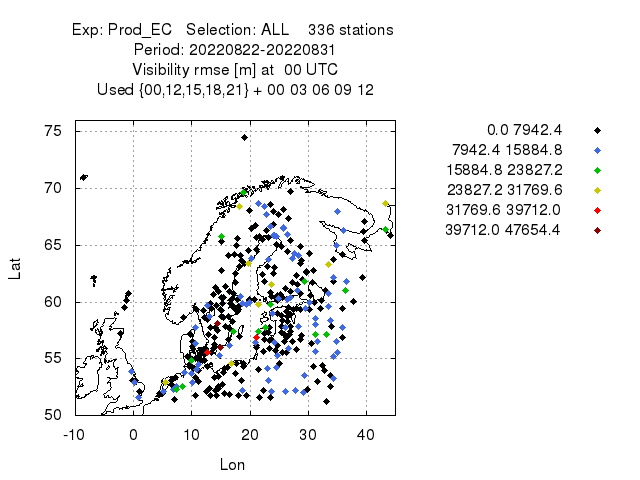 Exp: Prod_EC   Selection: ALL    336 stations
Period: 20220822-20220831
Visibility rmse [m] at  00 UTC
Used {00,12,15,18,21} + 00 03 06 09 12
0.0 7942.4
7942.4 15884.8
15884.8 23827.2
23827.2 31769.6
31769.6 39712.0
39712.0 47654.4
75
70
65
60
55
50
Lat
-10 0 10 20 30 40
Lon